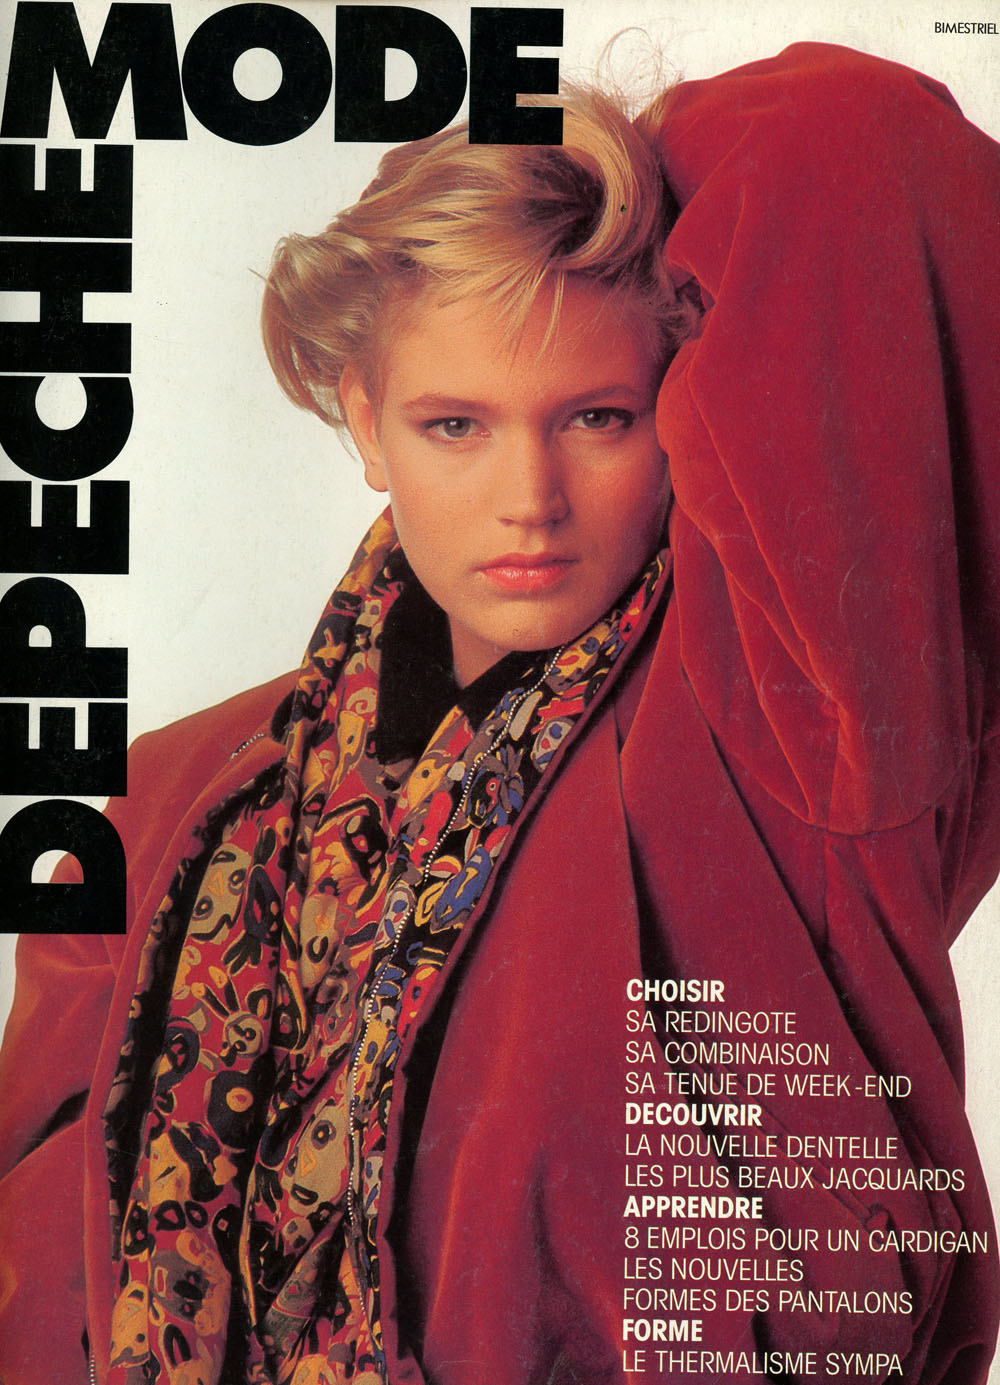 DEPECHE
MODE
BIMESTRIEL
CHOISIR
SA REDINGOTE
SA COMBINAISON
SA TENUE DE WEEK-END
DECOUVRIR
LA NOUVELLE DENTELLE
LES PLUS BEAUX JACQUARDS
APPRENDRE
8 EMPLOIS POUR UN CARDIGAN
LES NOUVELLES
FORMES DES PANTALONS
FORME
LE THERMALISME SYMPA